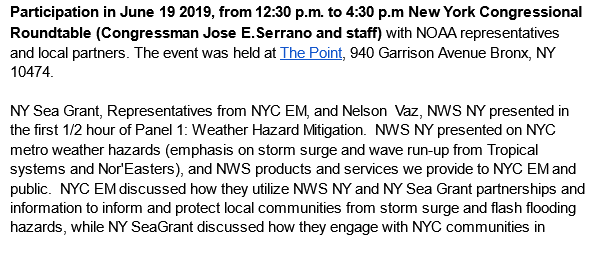 Participation in June 19 2019, from 12:30 p.m. to 4:30 p.m New York Congressional
Roundtable (Congressman Jose E.Serrano and staff) with NOAA representatives
and local partners. The event was held at The Point, 940 Garrison Avenue Bronx, NY
10474.
NY Sea Grant, Representatives from NYC EM, and Nelson  Vaz, NWS NY presented in
the first 1/2 hour of Panel 1: Weather Hazard Mitigation.  NWS NY presented on NYC
metro weather hazards (emphasis on storm surge and wave run-up from Tropical
systems and Nor'Easters), and NWS products and services we provide to NYC EM and
public.  NYC EM discussed how they utilize NWS NY and NY Sea Grant partnerships and
information to inform and protect local communities from storm surge and flash flooding
hazards, while NY SeaGrant discussed how they engage with NYC communities in